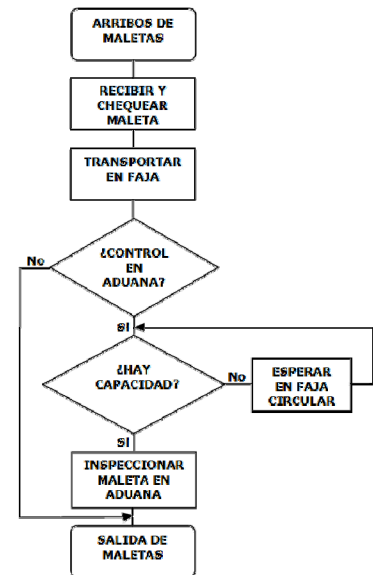 ARRIBOS DE
MALETAS
RECIBIR Y
CHEQUEAR
MALETA
TRANSPORTAR
EN FAJA
¿CONTROL
EN
ADUANA?
No
SI
¿HAY
CAPACIDAD?
No
ESPERAR
EN FAJA
CIRCULAR
SI
INSPECCIONAR
MALETA EN
ADUANA
SALIDA DE
MALETAS